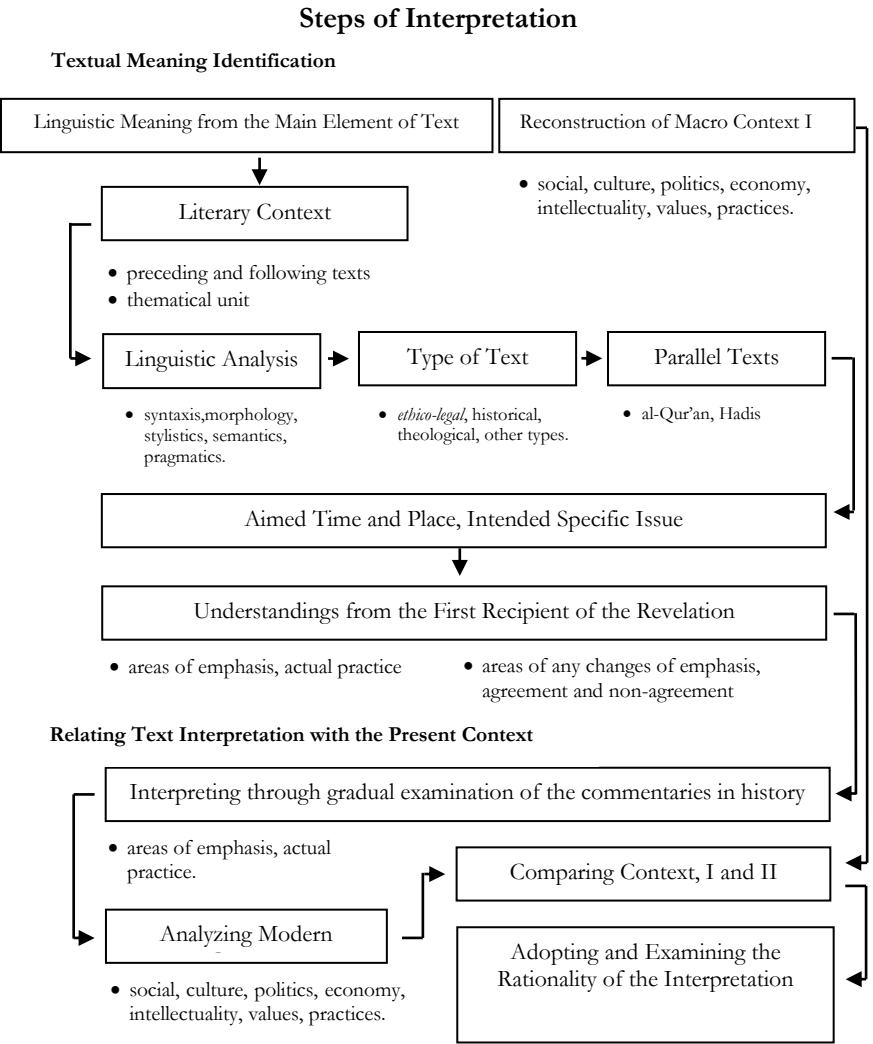 Steps of Interpretation
Textual Meaning Identification
Linguistic Meaning from the Main Element of Text
Reconstruction of Macro Context I
• social, culture, politics, economy,
intellectuality, values, practices.
Literary Context
• preceding and following texts
• thematical unit
Linguistic Analysis
Type of Text
Parallel Texts
• syntaxis,morphology,
stylistics, semantics,
pragmatics.
• ethico-legal, historical,
theological, other types.
• al-Qur'an, Hadis
Aimed Time and Place, Intended Specific Issue
Understandings from the First Recipient of the Revelation
• areas of emphasis, actual practice
• areas of any changes of emphasis,
agreement and non-agreement
Relating Text Interpretation with the Present Context
Interpreting through gradual examination of the commentaries in history
• areas of emphasis, actual
practice.
Comparing Context, I and II
Analyzing Modern
Adopting and Examining the
Rationality of the Interpretation
• social, culture, politics, economy,
intellectuality, values, practices.